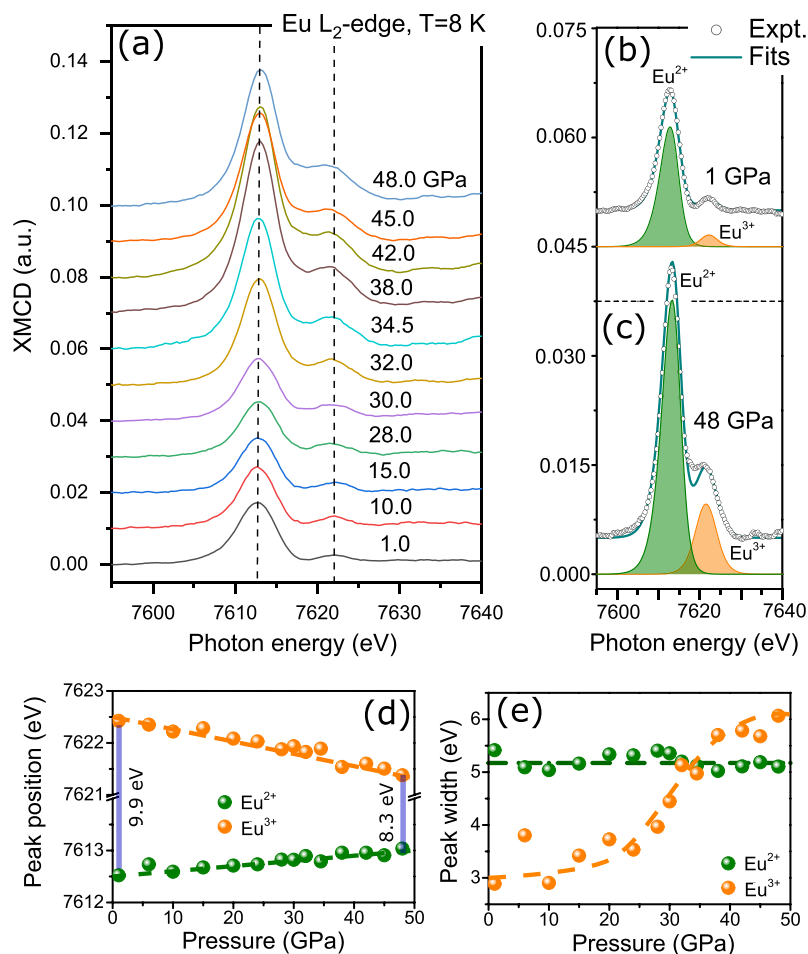 (a) Eu L2-edge, T=8 K
XMCD (a.u.)
0.14
0.12
0.10
0.08
0.06
0.04
0.02
0.00
48.0 GPa
45.0
42.0
38.0
34.5
32.0
30.0
28.0
15.0
10.0
1.0
7600 7610 7620 7630 7640
Photon energy (eV)
(b)
Expt.
Fits
0.075
0.060
0.045
0.030
0.015
0.000
Eu2+
1 GPa
Eu3+
Eu2+
(c)
48 GPa
Eu3+
7600 7620 7640
Photon energy (eV)
(d)
Peak position (eV)
7623
7622
7621
7613
7612
9.9 eV
8.3 eV
Eu2+
Eu3+
0 10 20 30 40 50
Pressure (GPa)
(e)
Peak width (eV)
6
5
3
Eu2+
Eu3+
0 10 20 30 40 50
Pressure (GPa)